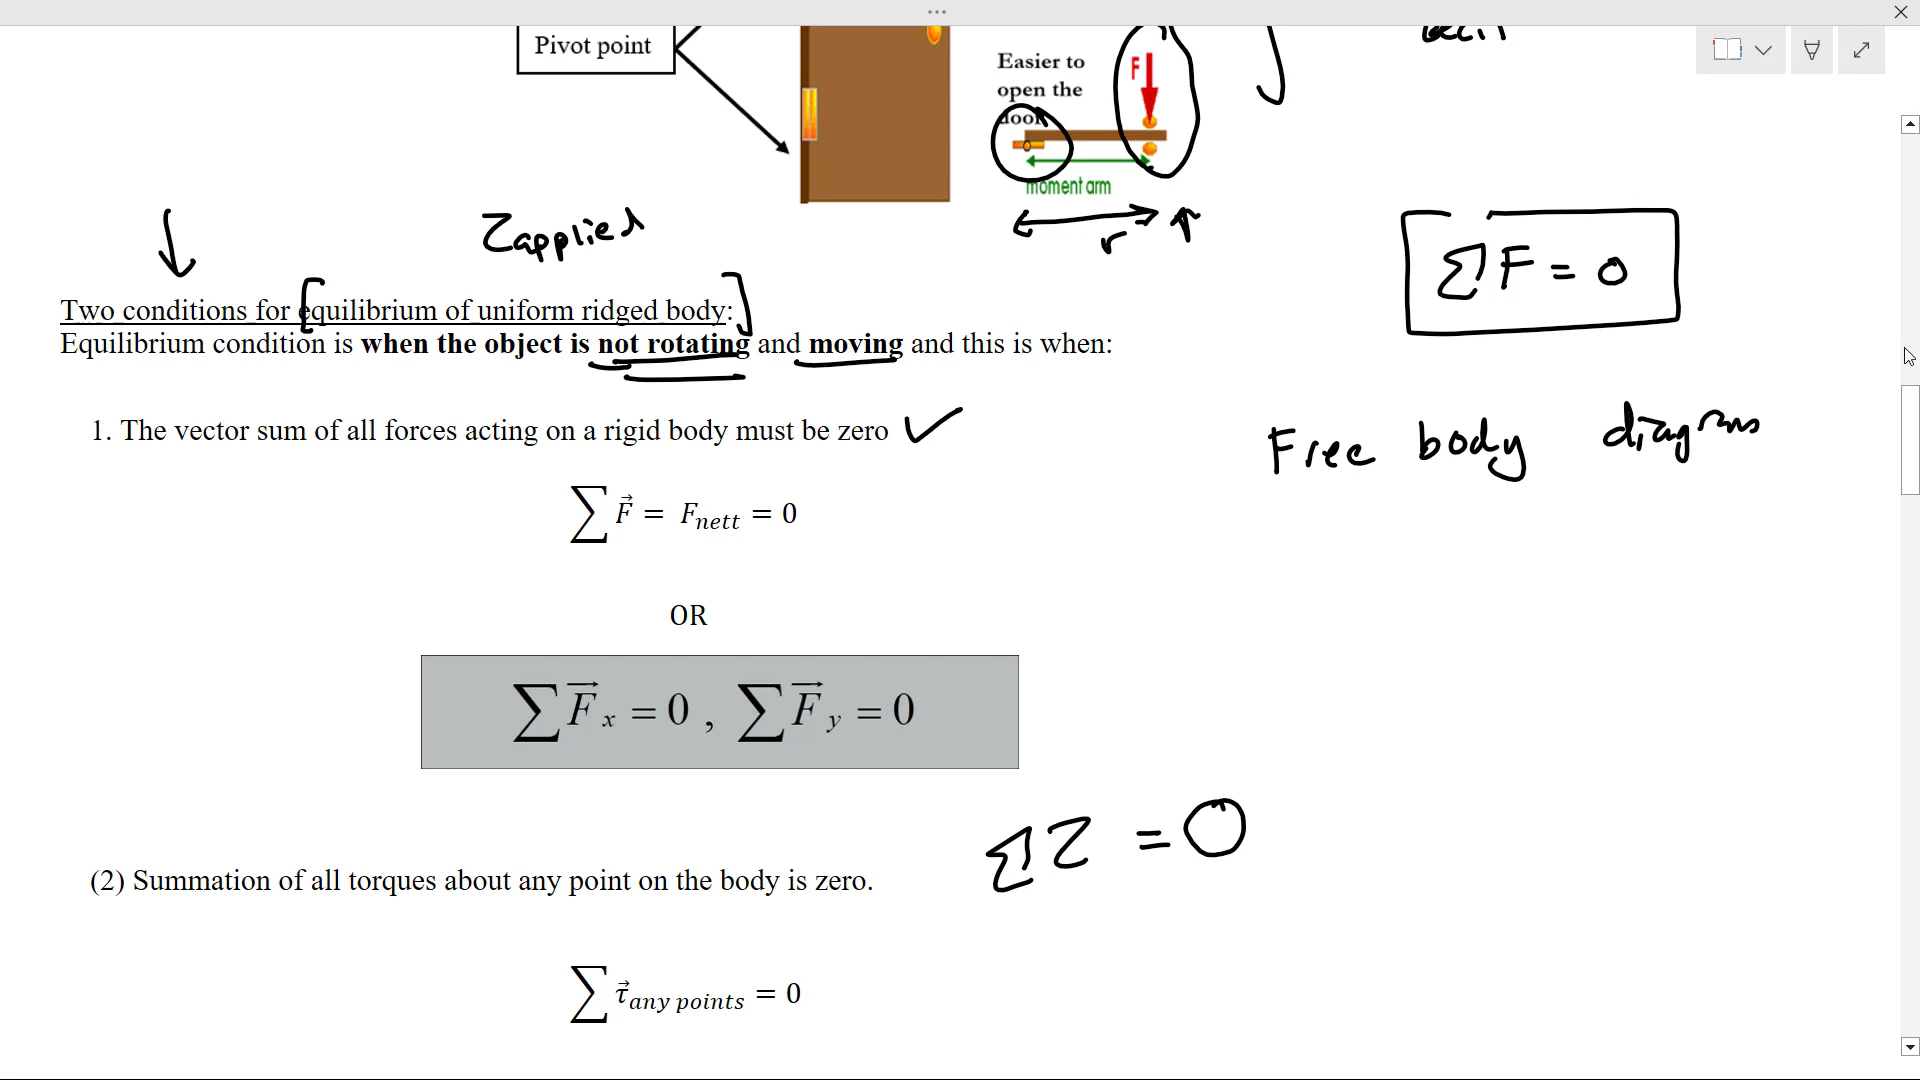 Pivot point
Easier to
open the
door
F
moment arm
r
τapplied
Σ F = 0
Two conditions for equilibrium of uniform ridged body:
Equilibrium condition is when the object is not rotating and moving and this is when:
1. The vector sum of all forces acting on a rigid body must be zero
Free body diagrams
∑ F⃗ = Fₙₑₜₜ = 0
OR
∑ F⃗ x = 0 , ∑ F⃗ y = 0
Σ τ = 0
(2) Summation of all torques about any point on the body is zero.
∑ τ⃗ any points = 0